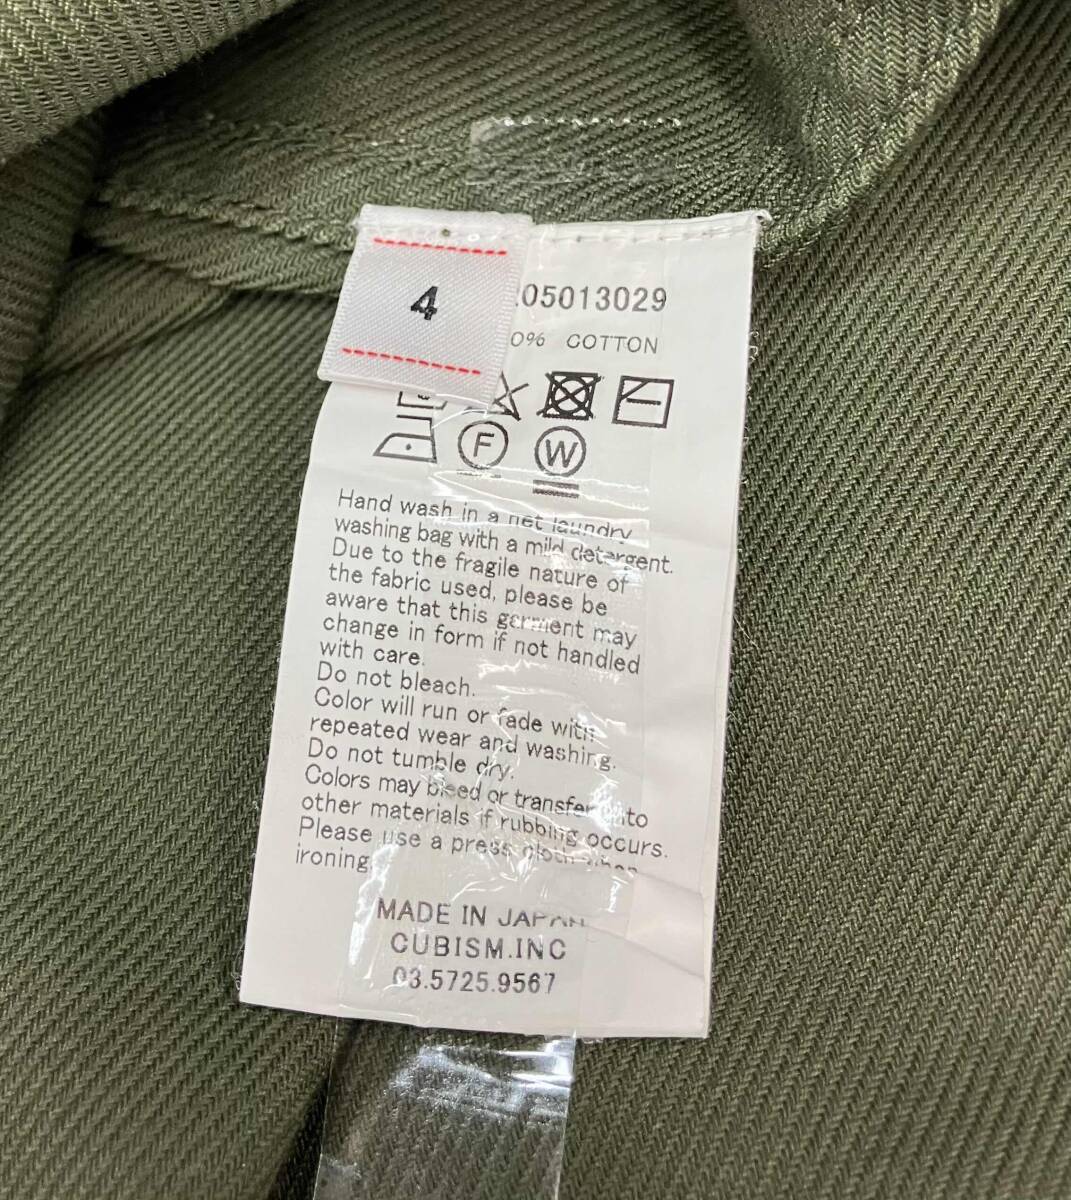 4
.05013029
0% COTTON
F W
Hand wash in a net laundry
washing bag with a mild detergent.
Due to the fragile nature of
the fabric used, please be
aware that this garment may
change in form if not handled
with care.
Do not bleach.
Color will run or fade with
repeated wear and washing.
Do not tumble dry.
Colors may bleed or transfer onto
other materials if rubbing occurs.
Please use a press cloth when
ironing.
MADE IN JAPAN
CUBISM.INC
03.5725.9567